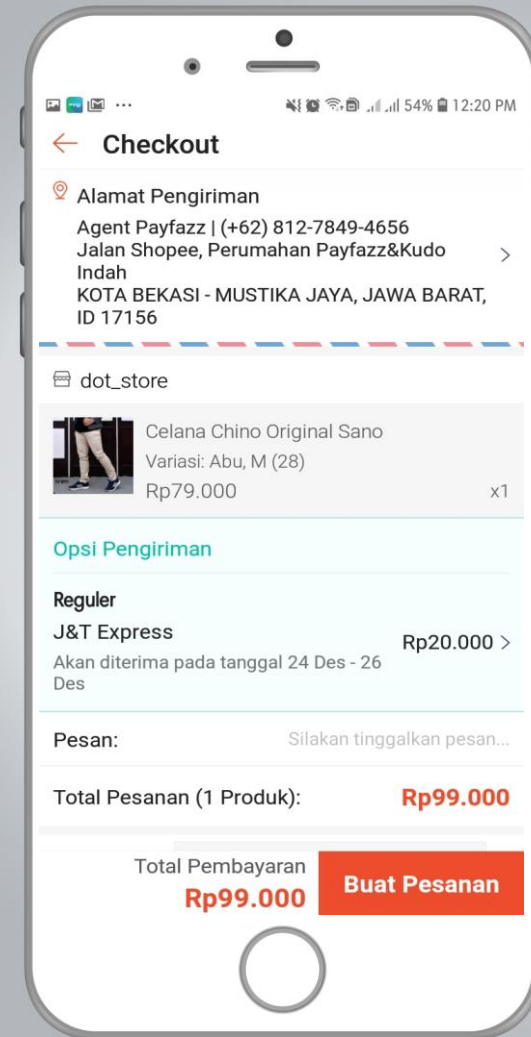 54% 12:20 PM
Checkout
Alamat Pengiriman
Agent Payfazz | (+62) 812-7849-4656
Jalan Shopee, Perumahan Payfazz&Kudo
Indah
KOTA BEKASI - MUSTIKA JAYA, JAWA BARAT,
ID 17156
dot_store
Celana Chino Original Sano
Variasi: Abu, M (28)
Rp79.000 x1
Opsi Pengiriman
Reguler
J&T Express
Rp20.000 >
Akan diterima pada tanggal 24 Des - 26
Des
Pesan: Silakan tinggalkan pesan...
Total Pesanan (1 Produk): Rp99.000
Total Pembayaran
Rp99.000
Buat Pesanan